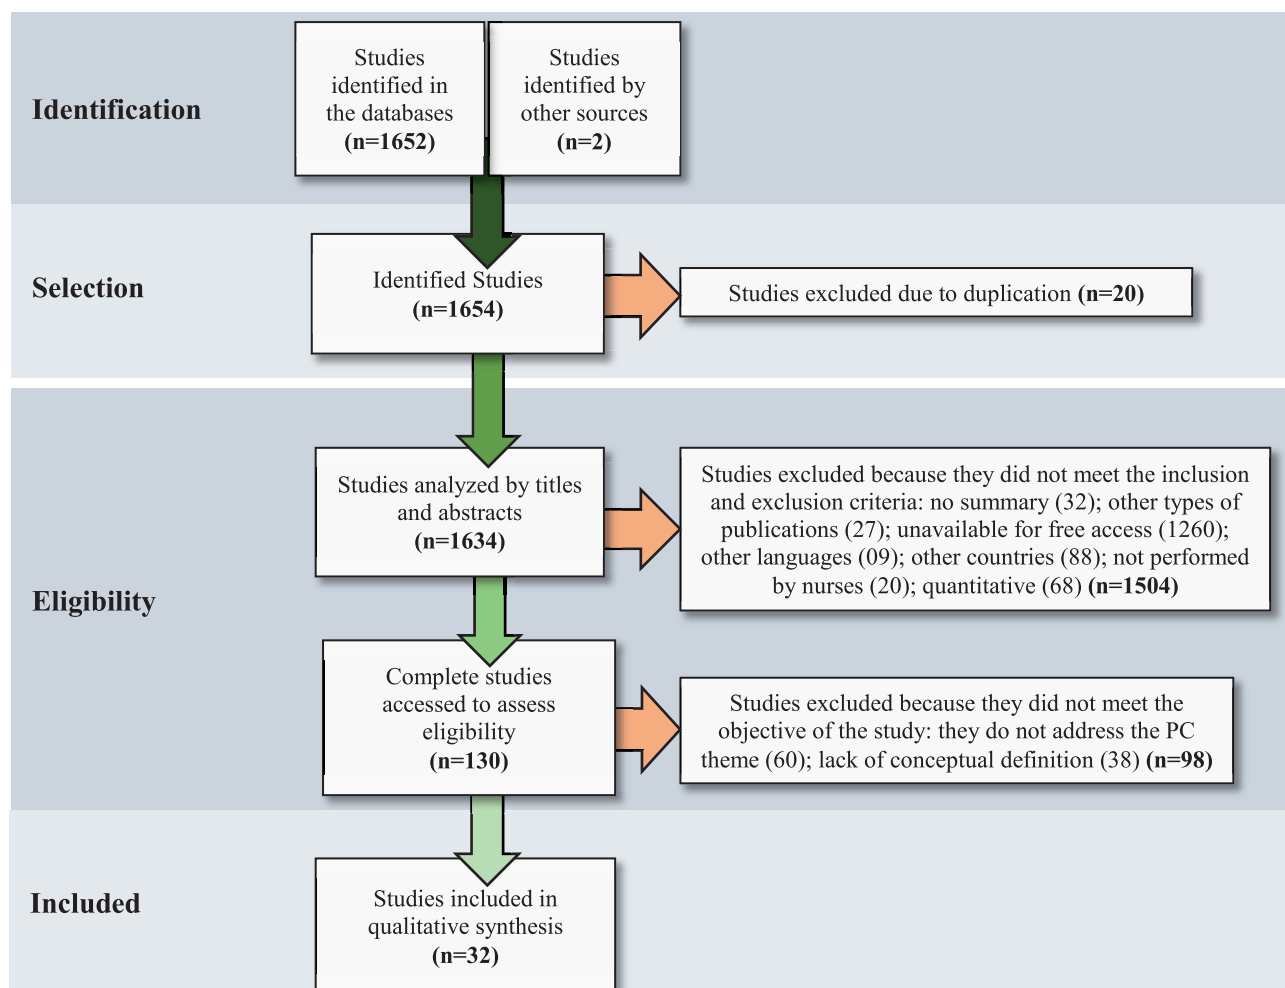 Identification
Studies
identified in
the databases
(n=1652)
Studies
identified by
other sources
(n=2)
Selection
Identified Studies
(n=1654)
Studies excluded due to duplication (n=20)
Eligibility
Studies analyzed by titles
and abstracts
(n=1634)
Studies excluded because they did not meet the inclusion
and exclusion criteria: no summary (32); other types of
publications (27); unavailable for free access (1260);
other languages (09); other countries (88); not performed
by nurses (20); quantitative (68) (n=1504)
Complete studies
accessed to assess
eligibility
(n=130)
Studies excluded because they did not meet the
objective of the study: they do not address the PC
theme (60); lack of conceptual definition (38) (n=98)
Included
Studies included in
qualitative synthesis
(n=32)